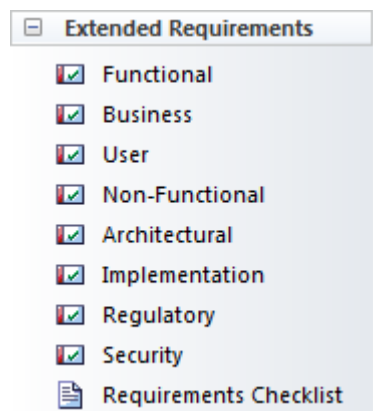 Extended Requirements
Functional
Business
User
Non-Functional
Architectural
Implementation
Regulatory
Security
Requirements Checklist